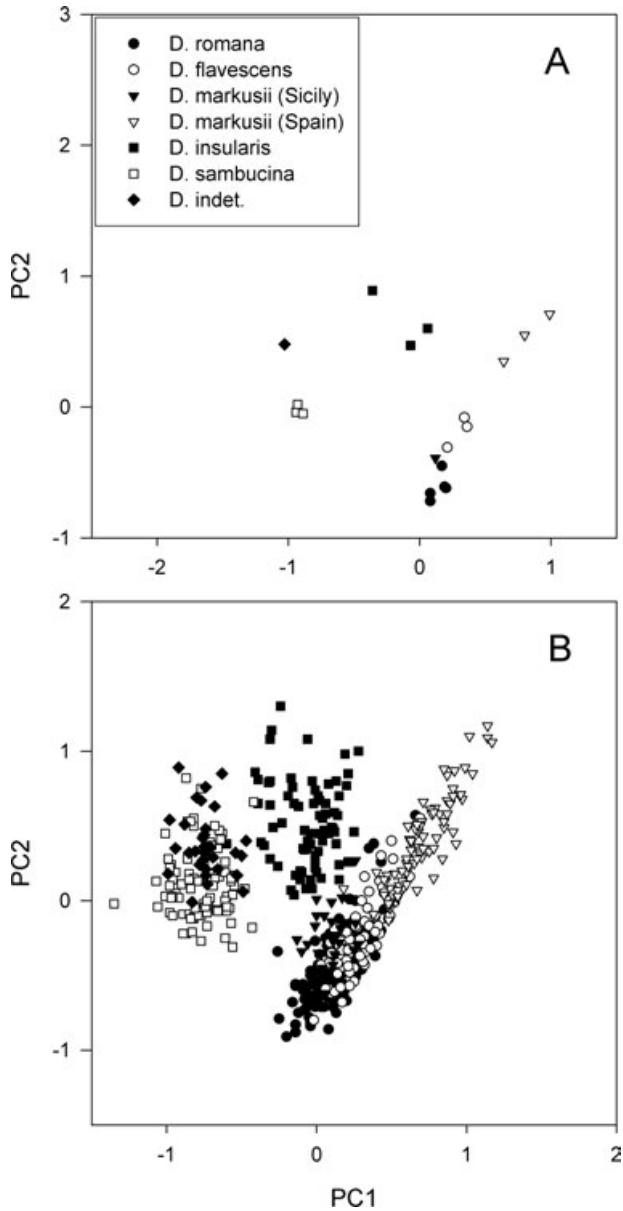 3
D. romana
A
D. flavescens
D. markusii (Sicily)
2
D. markusii (Spain)
D. insularis
D. sambucina
D. indet.
PC2
1
0
-1
-2 -1 0 1
2
B
1
PC2
0
-1
-1 0 1 2
PC1